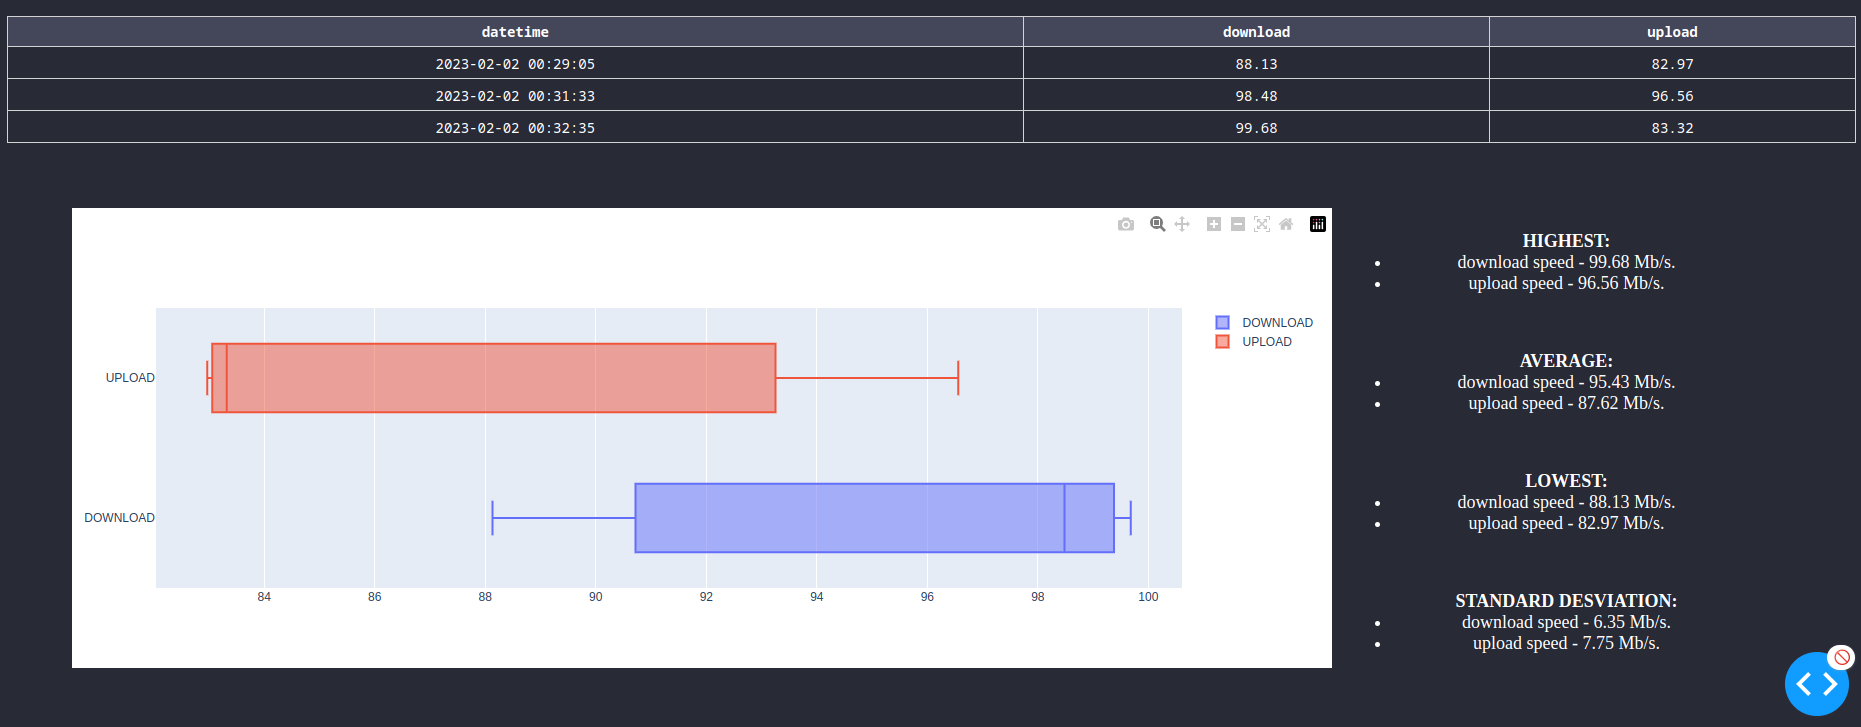 datetime download upload
2023-02-02 00:29:05 88.13 82.97
2023-02-02 00:31:33 98.48 96.56
2023-02-02 00:32:35 99.68 83.32
DOWNLOAD
UPLOAD
UPLOAD
DOWNLOAD
84 86 88 90 92 94 96 98 100
HIGHEST:
download speed - 99.68 Mb/s.
upload speed - 96.56 Mb/s.
AVERAGE:
download speed - 95.43 Mb/s.
upload speed - 87.62 Mb/s.
LOWEST:
download speed - 88.13 Mb/s.
upload speed - 82.97 Mb/s.
STANDARD DESVIATION:
download speed - 6.35 Mb/s.
upload speed - 7.75 Mb/s.